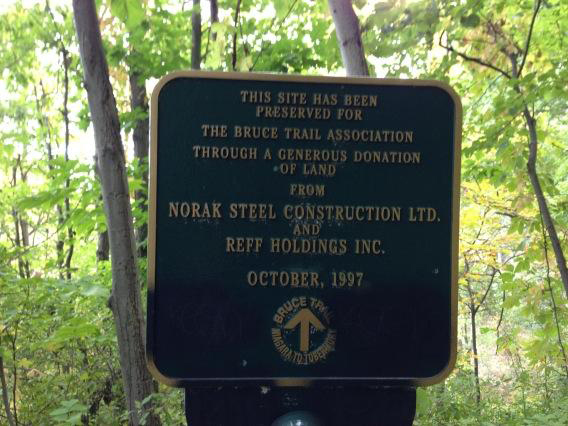 THIS SITE HAS BEEN
PRESERVED FOR
THE BRUCE TRAIL ASSOCIATION
THROUGH A GENEROUS DONATION
OF LAND
FROM
NORAK STEEL CONSTRUCTION LTD.
AND
REFF HOLDINGS INC.
OCTOBER, 1997
BRUCE TRAIL
NIAGARA TO TOBERMORY